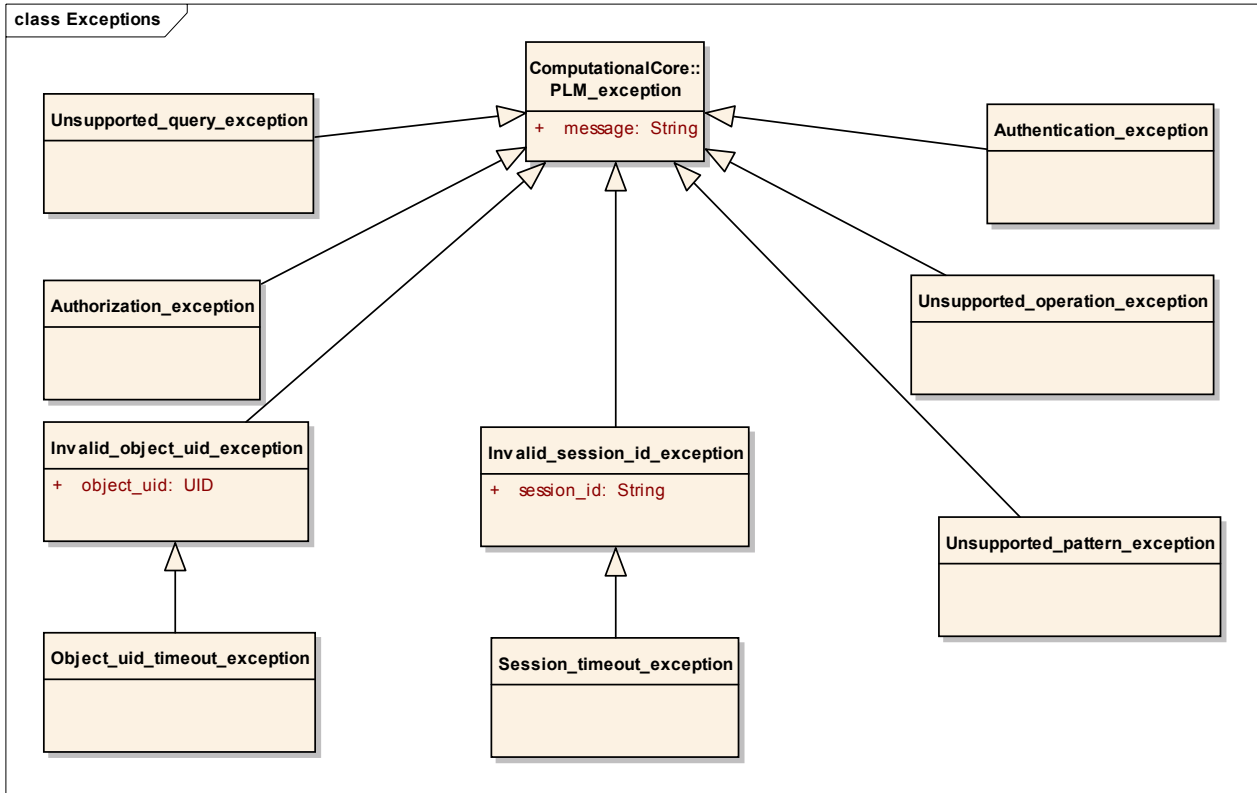 class Exceptions
ComputationalCore::
PLM_exception
+ message: String
Unsupported_query_exception
Authentication_exception
Authorization_exception
Unsupported_operation_exception
Invalid_object_uid_exception
+ object_uid: UID
Invalid_session_id_exception
+ session_id: String
Unsupported_pattern_exception
Object_uid_timeout_exception
Session_timeout_exception